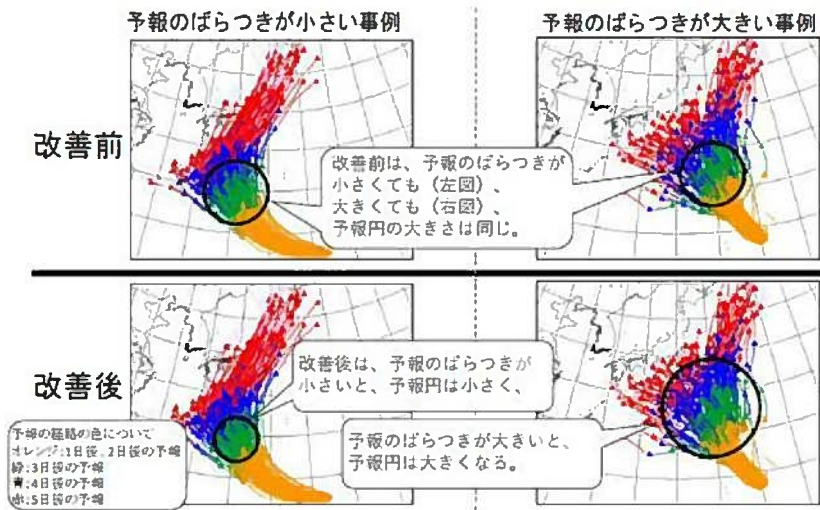 予報のばらつきが小さい事例
予報のばらつきが大きい事例
改善前
改善前は、予報のばらつきが
小さくても（左図）、
大きくても（右図）、
予報円の大きさは同じ。
改善後
改善後は、予報のばらつきが
小さいと、予報円は小さく、
予報のばらつきが大きいと、
予報円は大きくなる。
予報の経路の色について
オレンジ:1日後、2日後の予報
緑:3日後の予報
青:4日後の予報
赤:5日後の予報